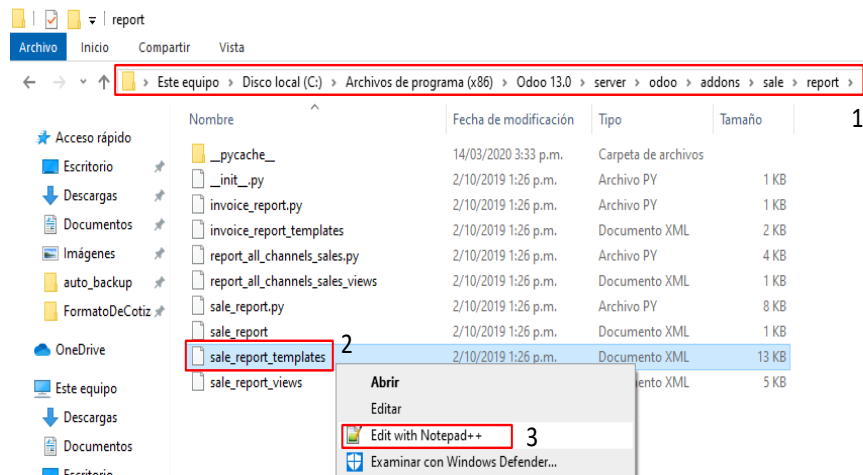 report
Archivo Inicio Compartir Vista
Este equipo > Disco local (C:) > Archivos de programa (x86) > Odoo 13.0 > server > odoo > addons > sale > report >
1
Nombre Fecha de modificación Tipo Tamaño
Acceso rápido
Escritorio
Descargas
Documentos
Imágenes
auto_backup
FormatoDeCotiz
OneDrive
Este equipo
Descargas
Documentos
Escritorio
__pycache__ 14/03/2020 3:33 p.m. Carpeta de archivos
__init__.py 2/10/2019 1:26 p.m. Archivo PY 1 KB
invoice_report.py 2/10/2019 1:26 p.m. Archivo PY 1 KB
invoice_report_templates 2/10/2019 1:26 p.m. Documento XML 2 KB
report_all_channels_sales.py 2/10/2019 1:26 p.m. Archivo PY 4 KB
report_all_channels_sales_views 2/10/2019 1:26 p.m. Documento XML 1 KB
sale_report.py 2/10/2019 1:26 p.m. Archivo PY 8 KB
sale_report 2/10/2019 1:26 p.m. Documento XML 1 KB
sale_report_templates 2 2/10/2019 1:26 p.m. Documento XML 13 KB
sale_report_views 5 KB
Abrir
Editar
Edit with Notepad++ 3
Examinar con Windows Defender...